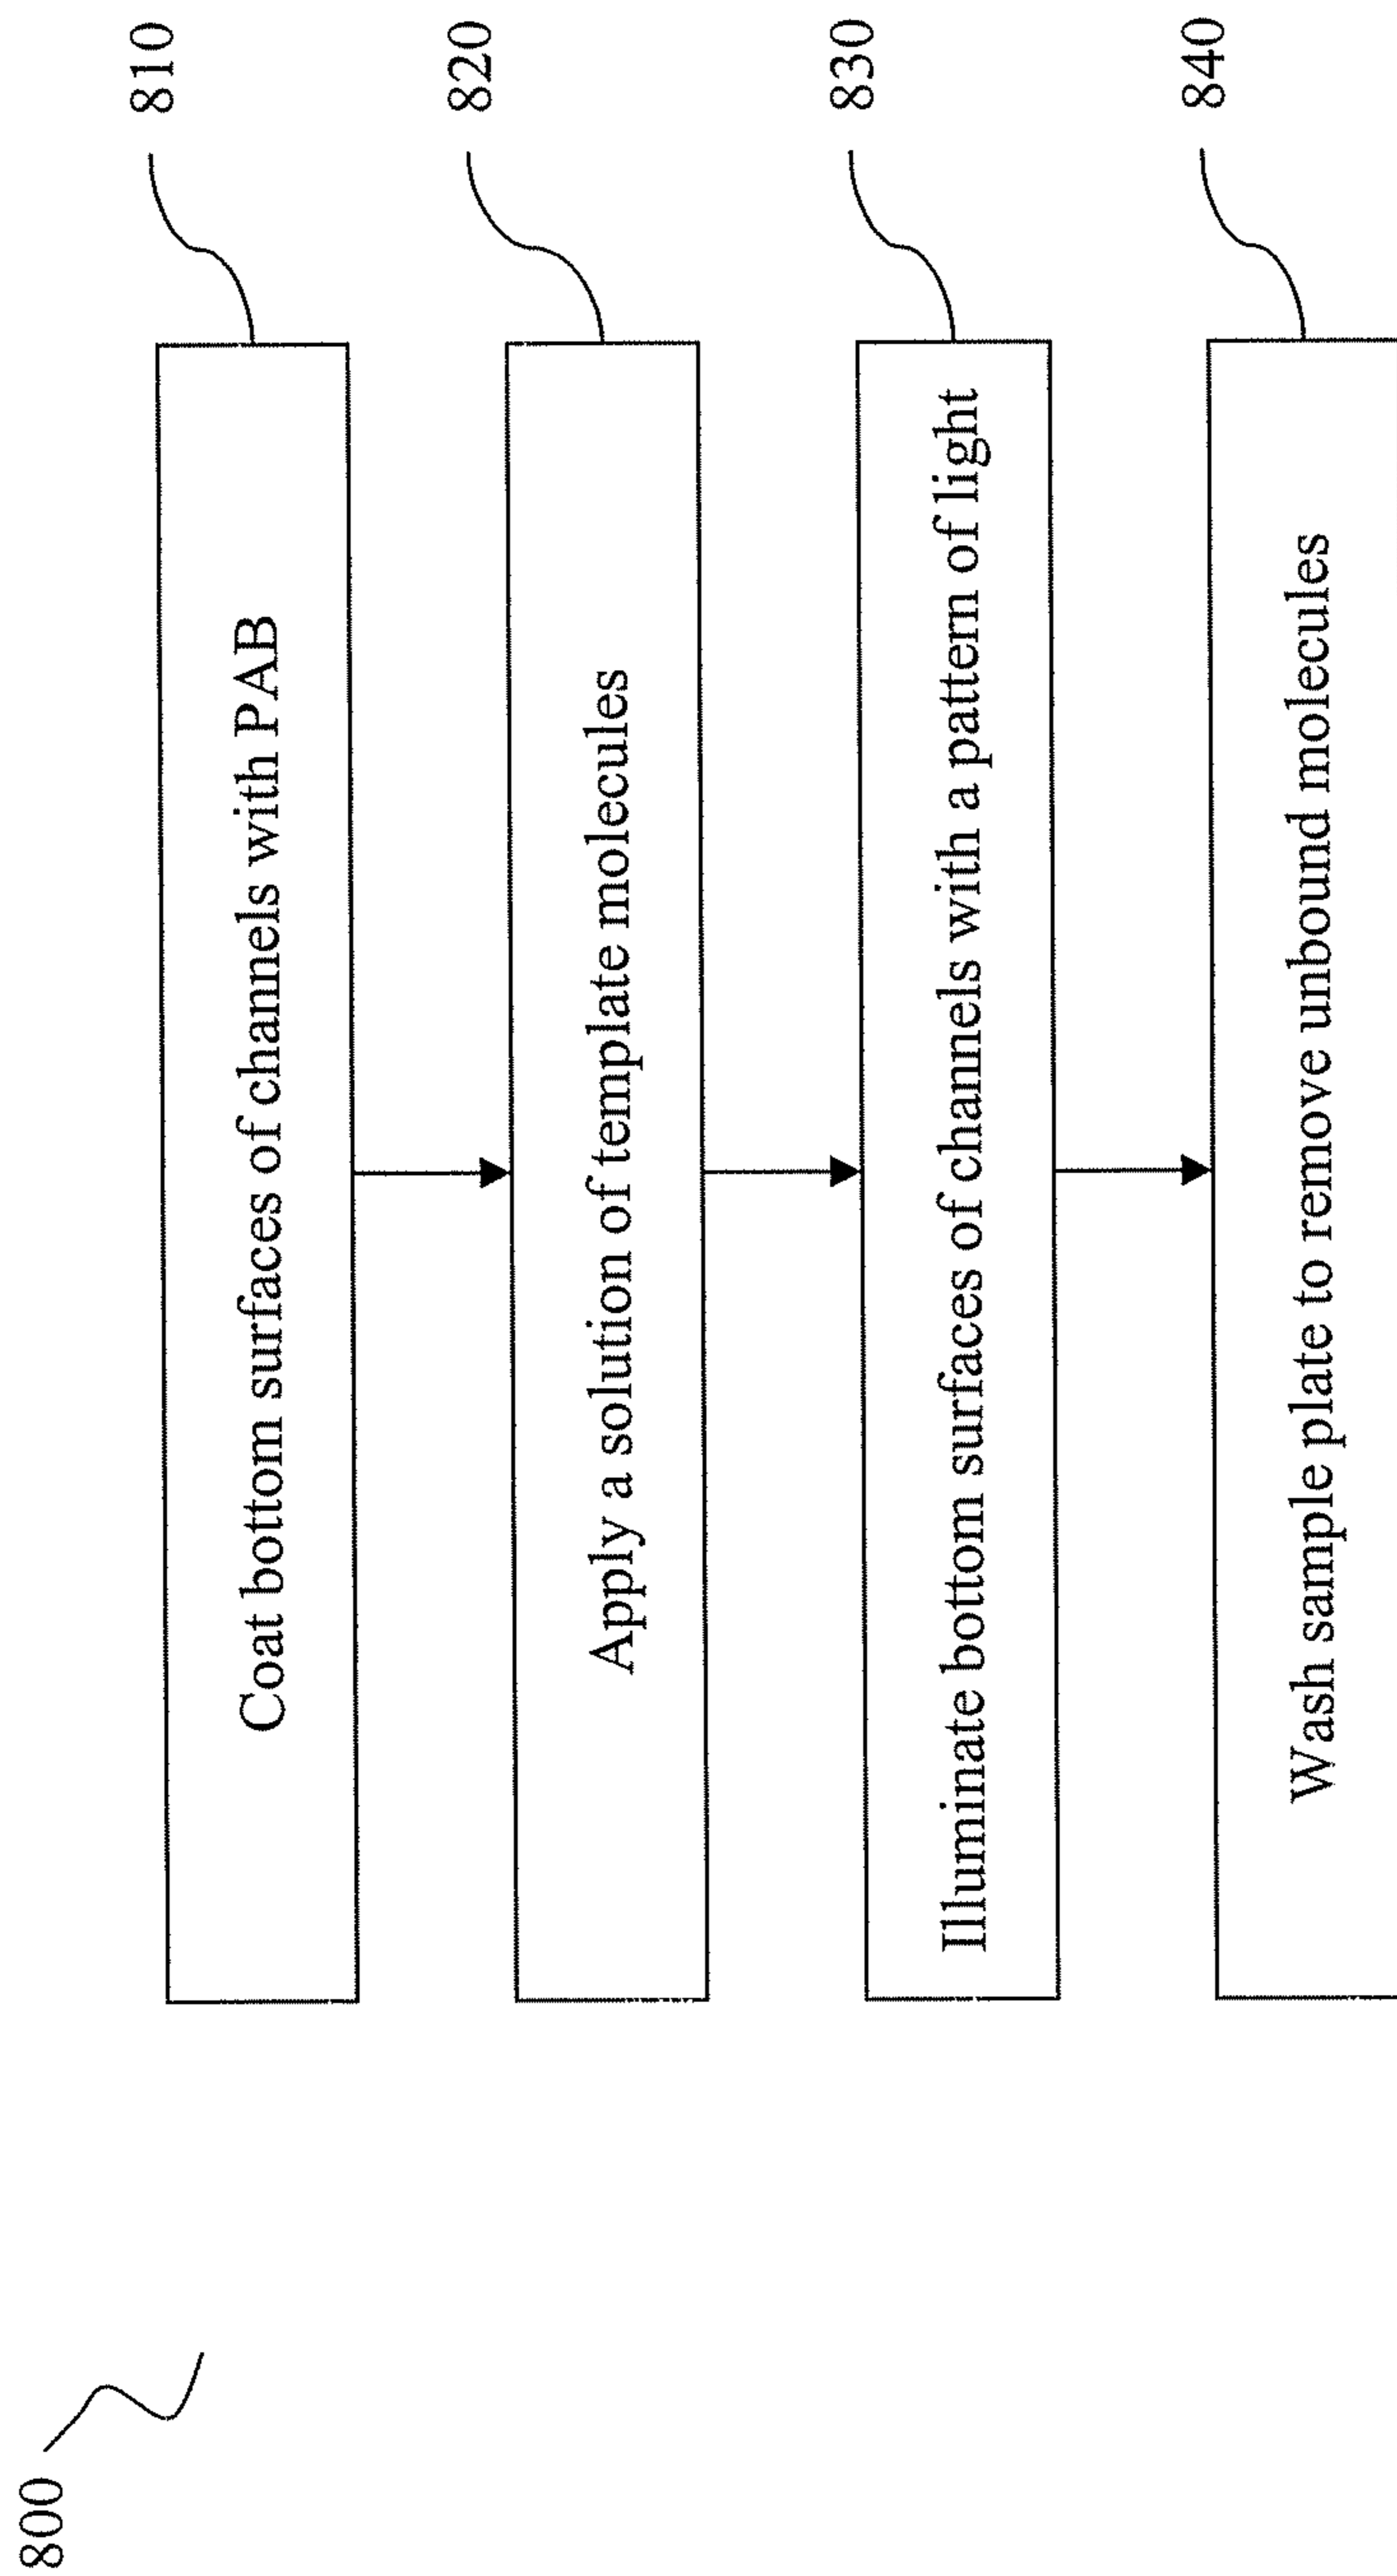 800
Coat bottom surfaces of channels with PAB
810
Apply a solution of template molecules
820
Illuminate bottom surfaces of channels with a pattern of light
830
Wash sample plate to remove unbound molecules
840